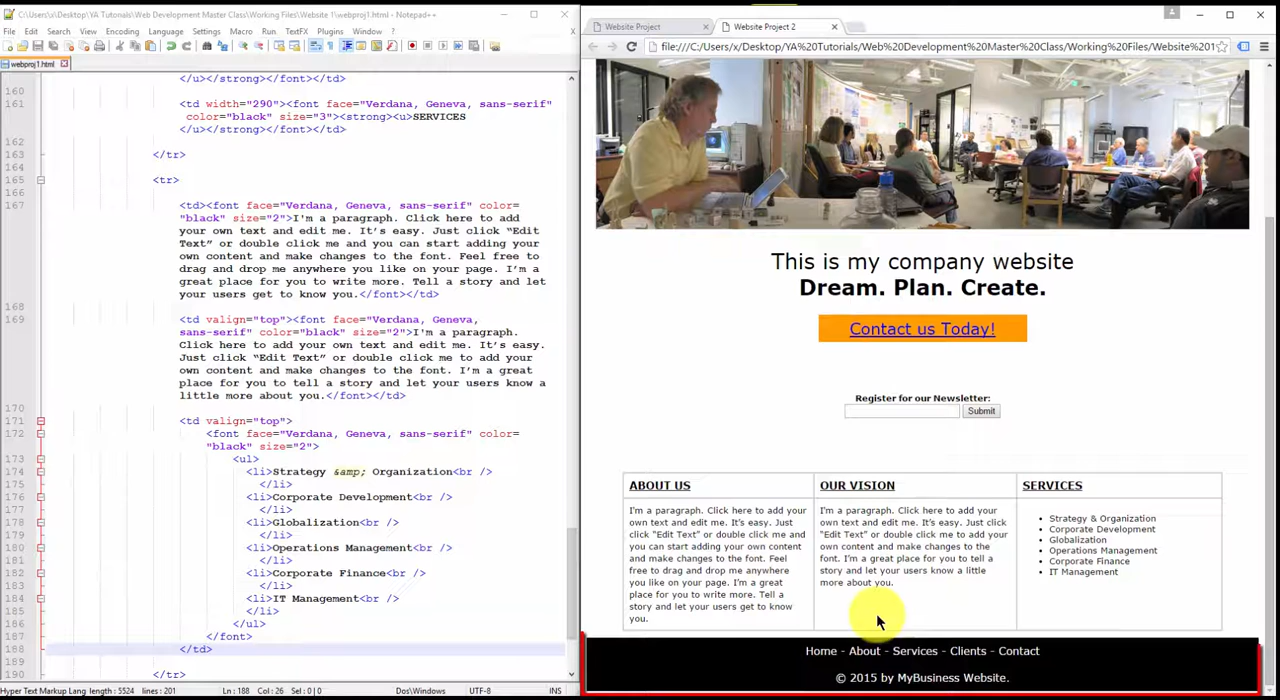 C:\Users\x\Desktop\YA Tutorials\Web Development Master Class\Working Files\Website 1\webproj1.html - Notepad++
File Edit Search View Encoding Language Settings Macro Run TextFX Plugins Window ?
X
webproj1.html
</u></strong></font></td>
160
161 <td width="290"><font face="Verdana, Geneva, sans-serif"
color="black" size="3"><strong><u>SERVICES
</u></strong></font></td>
162
163 </tr>
164
165 <tr>
166
167 <td><font face="Verdana, Geneva, sans-serif" color=
"black" size="2">I'm a paragraph. Click here to add
your own text and edit me. It’s easy. Just click “Edit
Text” or double click me and you can start adding your
own content and make changes to the font. Feel free to
drag and drop me anywhere you like on your page. I’m a
great place for you to write more. Tell a story and let
your users get to know you.</font></td>
168
169 <td valign="top"><font face="Verdana, Geneva,
sans-serif" color="black" size="2">I'm a paragraph.
Click here to add your own text and edit me. It’s easy.
Just click “Edit Text” or double click me and you can
start adding your own content and make changes to the font. I’m a great
place for you to tell a story and let your users know a
little more about you.</font></td>
170
171 <td valign="top">
172 <font face="Verdana, Geneva, sans-serif" color=
"black" size="2">
173 <ul>
174 <li>Strategy &amp; Organization<br />
175 </li>
176 <li>Corporate Development<br />
177 </li>
178 <li>Globalization<br />
179 </li>
180 <li>Operations Management<br />
181 </li>
182 <li>Corporate Finance<br />
183 </li>
184 <li>IT Management<br />
185 </li>
186 </ul>
187 </font>
188 </td>
189
190 </tr>
Hyper Text Markup Lang length : 5524 lines : 201 Ln : 188 Col : 26 Sel : 0 | 0 Dos\Windows UTF-8 INS
Website Project
Website Project 2
file:///C:/Users/x/Desktop/YA%20Tutorials/Web%20Development%20Master%20Class/Working%20Files/Website%201
This is my company website
Dream. Plan. Create.
Contact us Today!
Register for our Newsletter:
Submit
ABOUT US
I'm a paragraph. Click here to add your
own text and edit me. It’s easy. Just
click “Edit Text” or double click me and
you can start adding your own content
and make changes to the font. Feel
free to drag and drop me anywhere
you like on your page. I’m a great
place for you to write more. Tell a
story and let your users get to know
you.
OUR VISION
I'm a paragraph. Click here to add your
own text and edit me. It’s easy. Just click
“Edit Text” or double click me and you can
start adding your own content and make changes to the
font. I’m a great place for you to tell a
story and let your users know a little
more about you.
SERVICES
Strategy & Organization
Corporate Development
Globalization
Operations Management
Corporate Finance
IT Management
Home - About - Services - Clients - Contact
© 2015 by MyBusiness Website.